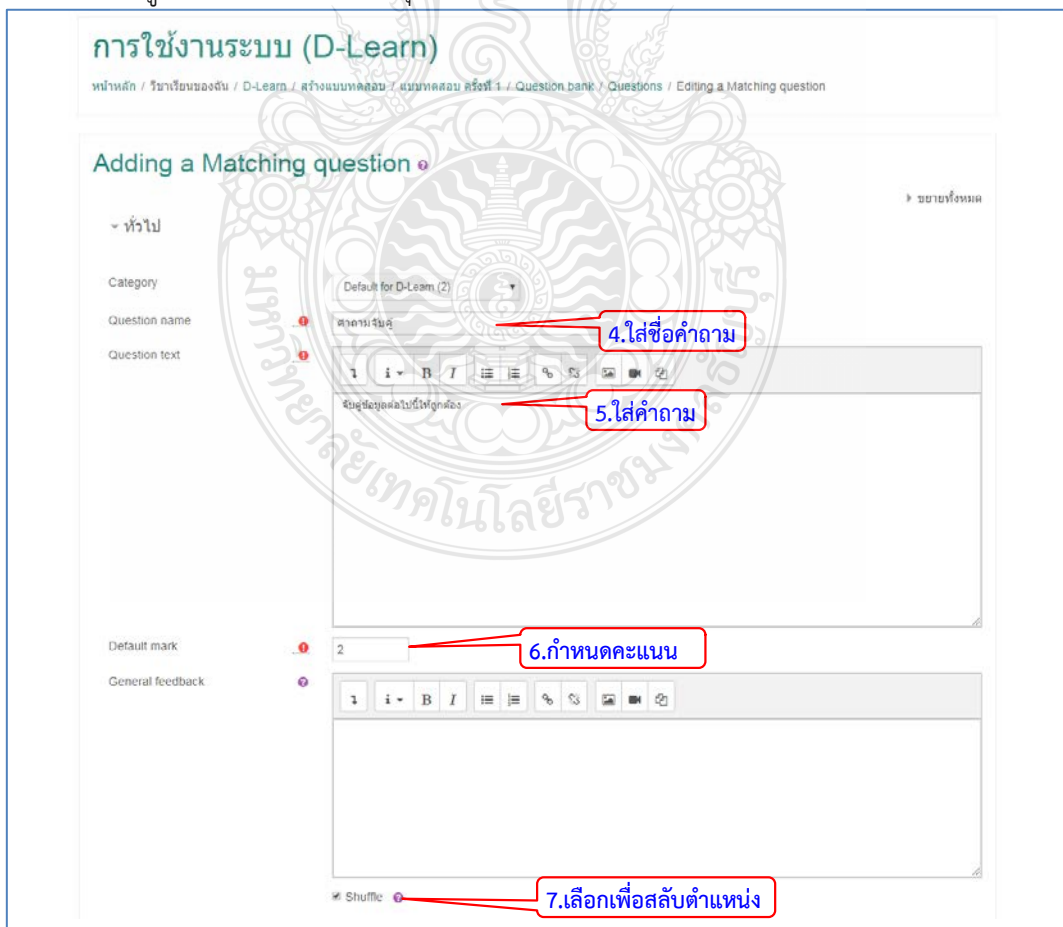 การใช้งานระบบ (D-Learn)
หน้าหลัก / วิชาเรียนของฉัน / D-Learn / สร้างแบบทดสอบ / แบบทดสอบ ครั้งที่ 1 / Question bank / Questions / Editing a Matching question
Adding a Matching question
ขยายทั้งหมด
ทั่วไป
Category Default for D-Learn (2)
Question name คำถามจับคู่ 4.ใส่ชื่อคำถาม
Question text
จับคู่ข้อมูลต่อไปนี้ให้ถูกต้อง 5.ใส่คำถาม
Default mark 2 6.กำหนดคะแนน
General feedback
Shuffle 7.เลือกเพื่อสลับตำแหน่ง
มหาวิทยาลัยเทคโนโลยีราชมงคลธัญบุรี